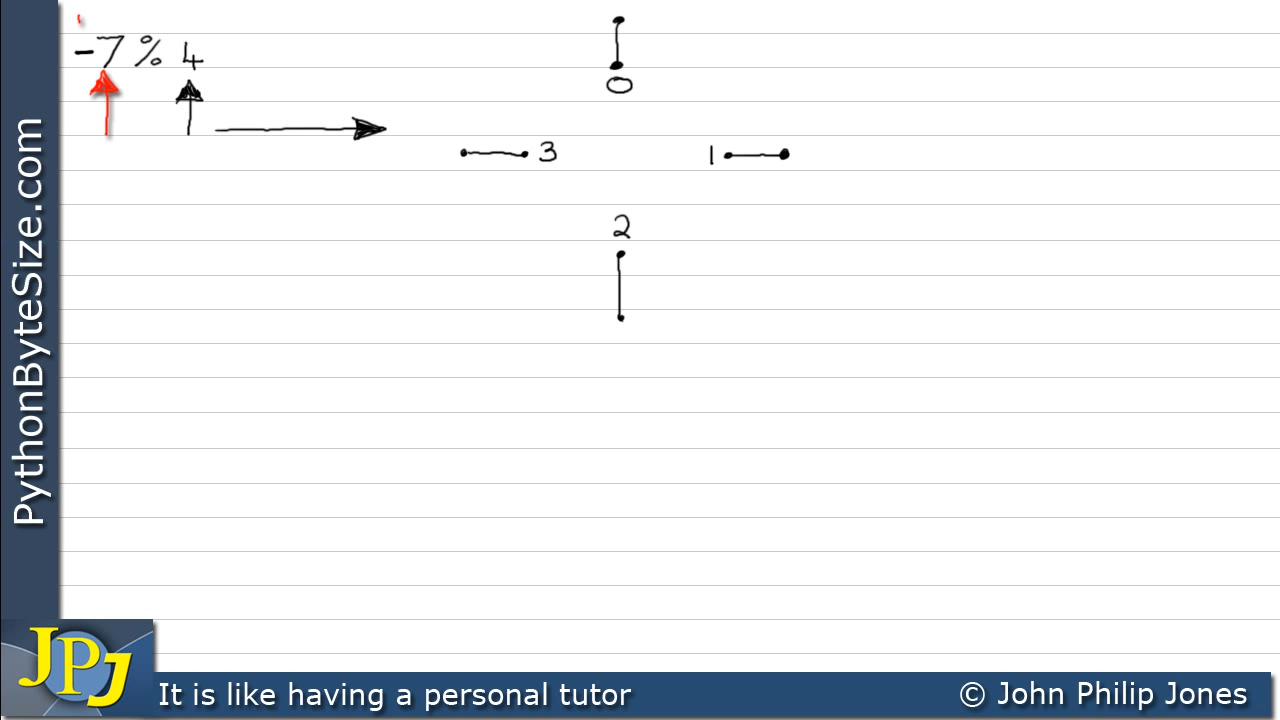 -7 % 4
0
3
1
2
PythonByteSize.com
JPJ
It is like having a personal tutor
© John Philip Jones